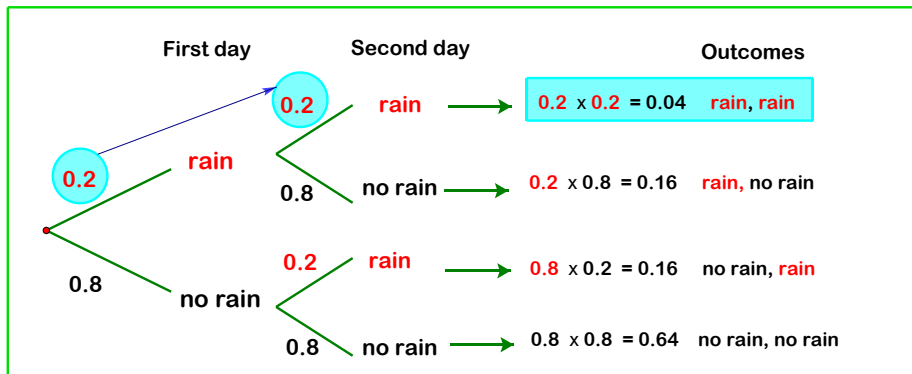 First day Second day Outcomes
0.2 rain 0.2 x 0.2 = 0.04 rain, rain
0.2 rain
0.8 no rain 0.2 x 0.8 = 0.16 rain, no rain
0.2 rain 0.8 x 0.2 = 0.16 no rain, rain
0.8 no rain
0.8 no rain 0.8 x 0.8 = 0.64 no rain, no rain